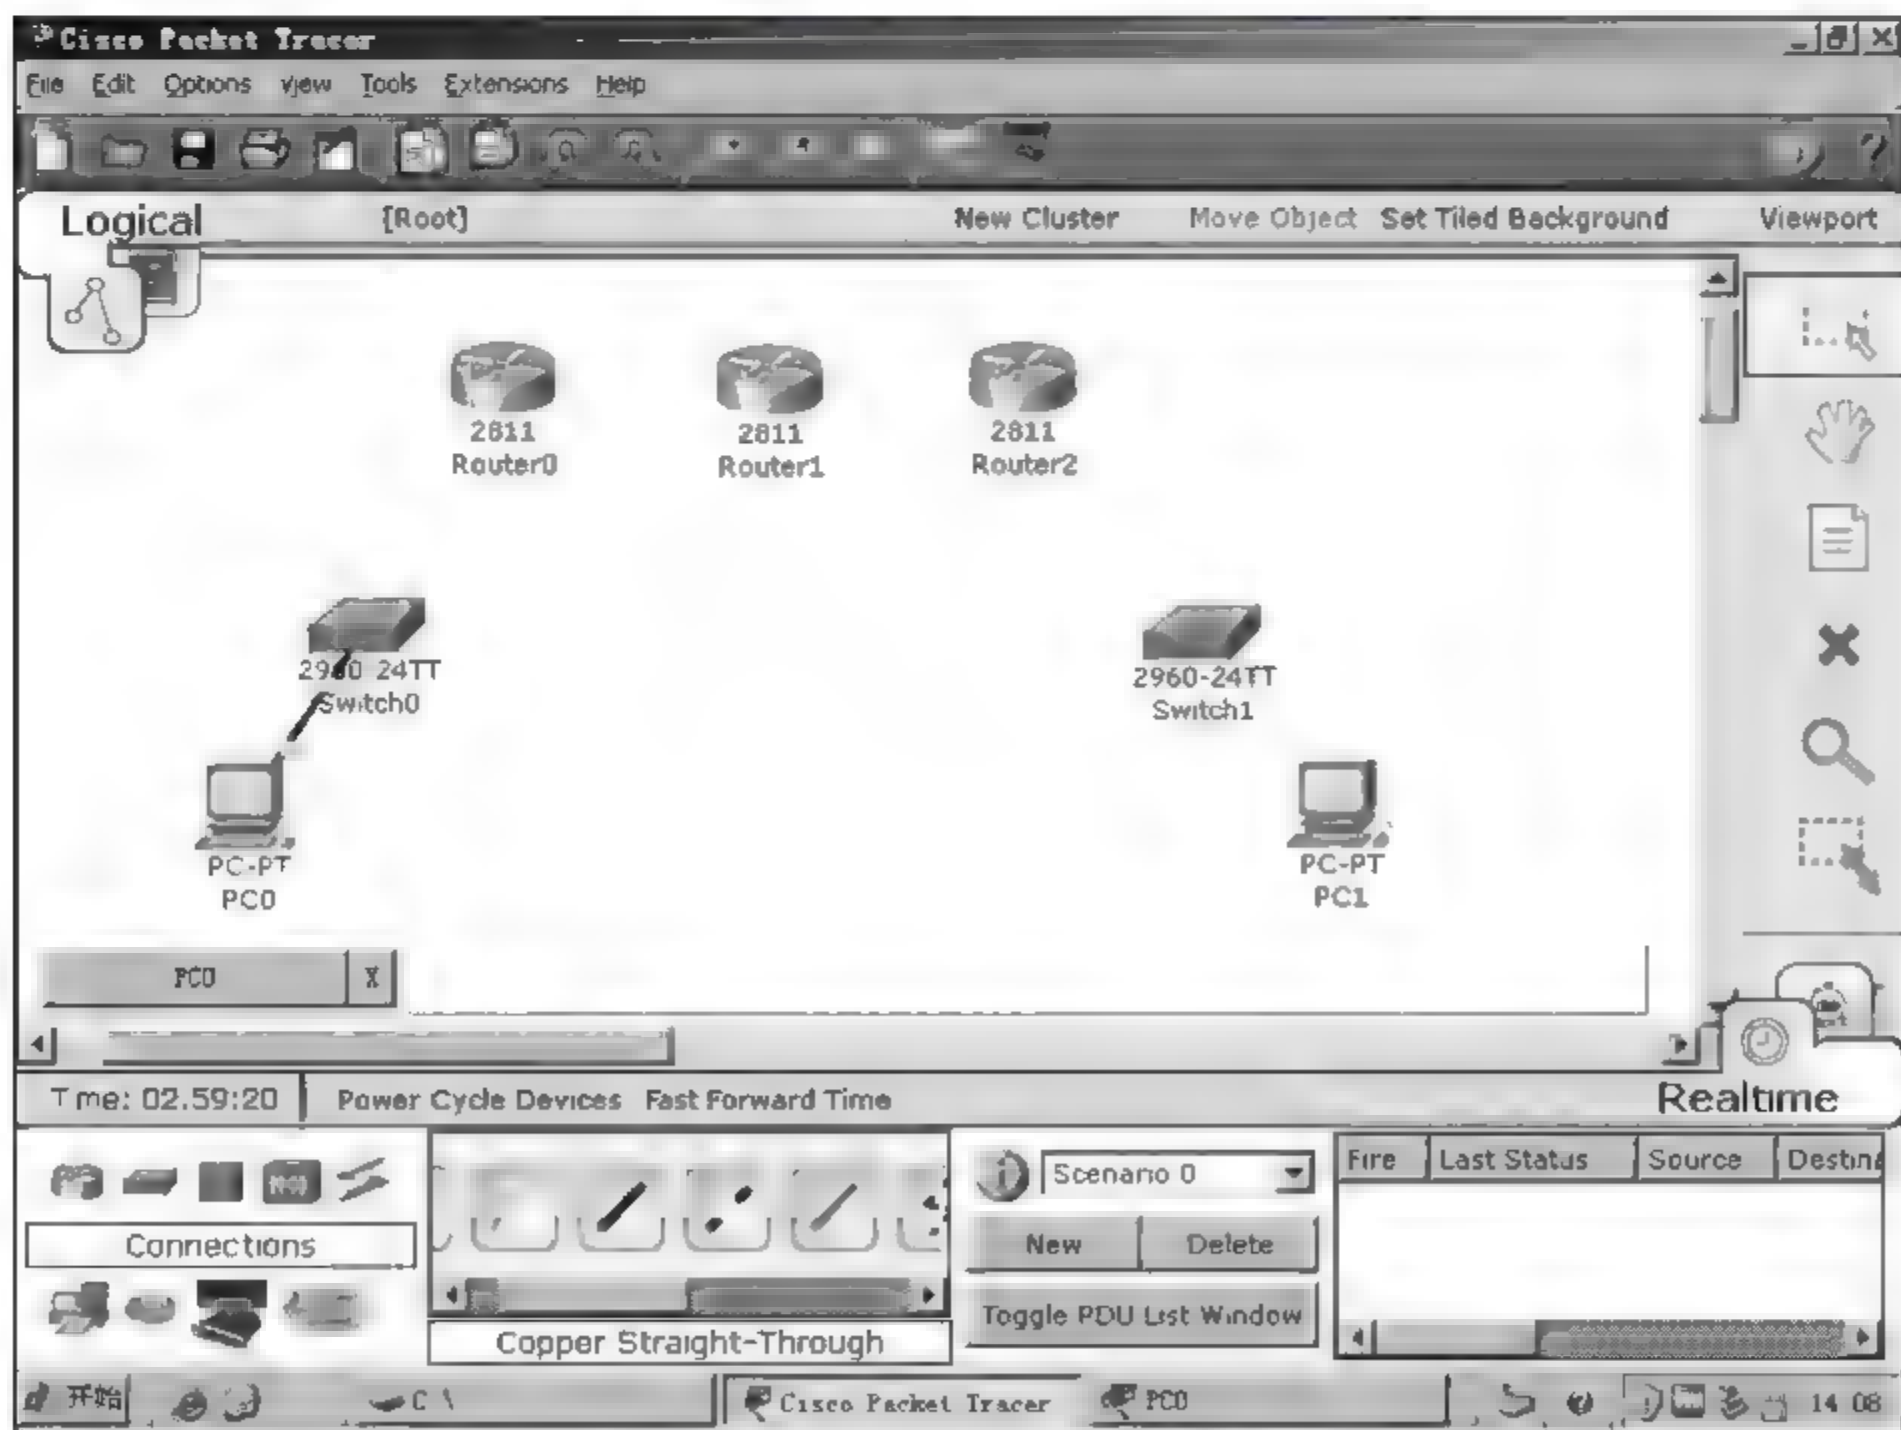 Cisco Packet Tracer
File Edit Options View Tools Extensions Help
Logical [Root] New Cluster Move Object Set Tiled Background Viewport
2811 2811 2811
Router0 Router1 Router2
2960-24TT 2960-24TT
Switch0 Switch1
PC-PT PC-PT
PC0 PC1
PC0 X
Time: 02:59:20 Power Cycle Devices Fast Forward Time Realtime
Scenario 0 Fire Last Status Source Destina
Connections New Delete
Toggle PDU List Window
Copper Straight-Through
开始 C:\ Cisco Packet Tracer PC0 14:08